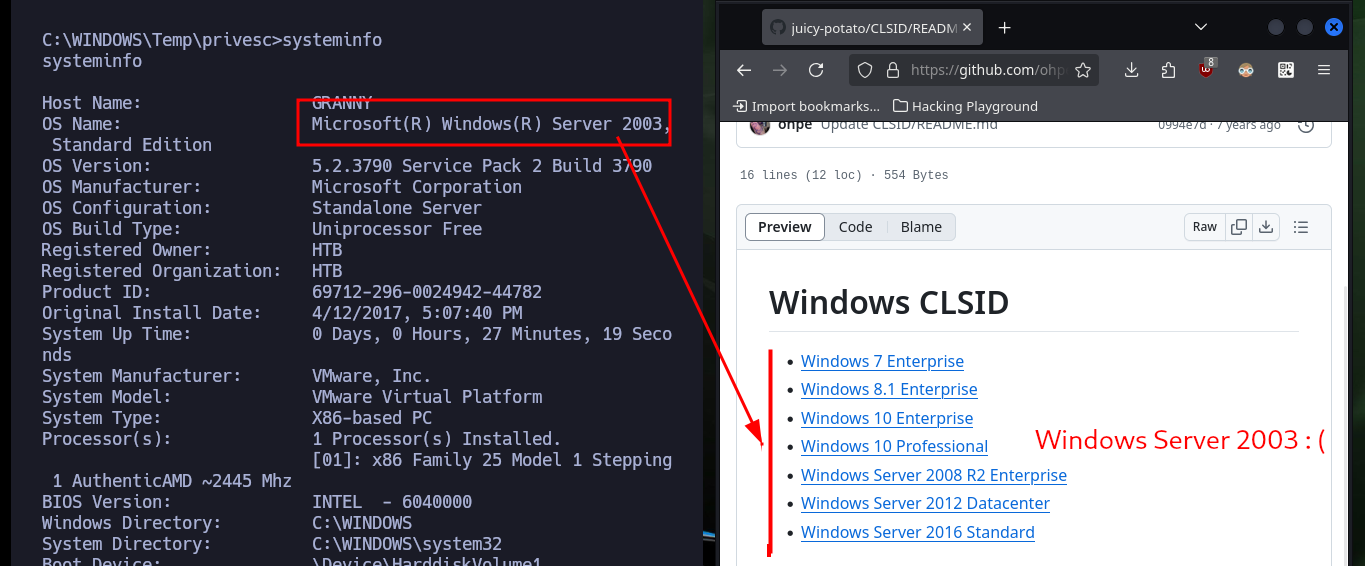 C:\WINDOWS\Temp\privesc>systeminfo
systeminfo
Host Name: GRANNY
OS Name: Microsoft(R) Windows(R) Server 2003,
Standard Edition
OS Version: 5.2.3790 Service Pack 2 Build 3790
OS Manufacturer: Microsoft Corporation
OS Configuration: Standalone Server
OS Build Type: Uniprocessor Free
Registered Owner: HTB
Registered Organization: HTB
Product ID: 69712-296-0024942-44782
Original Install Date: 4/12/2017, 5:07:40 PM
System Up Time: 0 Days, 0 Hours, 27 Minutes, 19 Seco
nds
System Manufacturer: VMware, Inc.
System Model: VMware Virtual Platform
System Type: X86-based PC
Processor(s): 1 Processor(s) Installed.
[01]: x86 Family 25 Model 1 Stepping
1 AuthenticAMD ~2445 Mhz
BIOS Version: INTEL - 6040000
Windows Directory: C:\WINDOWS
System Directory: C:\WINDOWS\system32
Boot Device: \Device\HarddiskVolume1
juicy-potato/CLSID/READM
https://github.com/ohp
8
Import bookmarks...
Hacking Playground
ohpe Update CLSID/README.md 0994e7d · 7 years ago
16 lines (12 loc) · 554 Bytes
Preview Code Blame Raw
Windows CLSID
Windows 7 Enterprise
Windows 8.1 Enterprise
Windows 10 Enterprise
Windows 10 Professional
Windows Server 2008 R2 Enterprise
Windows Server 2012 Datacenter
Windows Server 2016 Standard
Windows Server 2003 : (